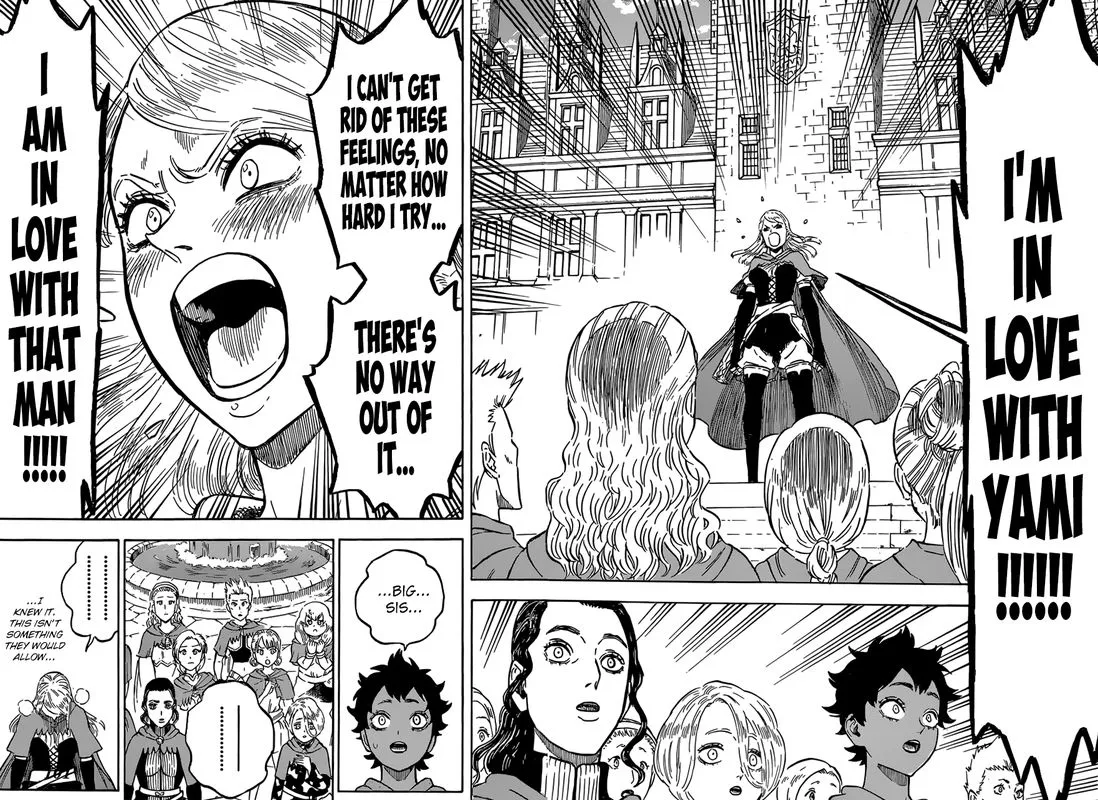 I'M
IN
LOVE
WITH
YAMI
!!!!!!
I CAN'T GET
RID OF THESE
FEELINGS, NO
MATTER HOW
HARD I TRY...
THERE'S
NO WAY
OUT OF
IT...
I
AM
IN
LOVE
WITH
THAT
MAN
!!!!!
...BIG...
SIS...
............
............
...I
KNEW IT.
THIS ISN'T
SOMETHING
THEY WOULD
ALLOW...